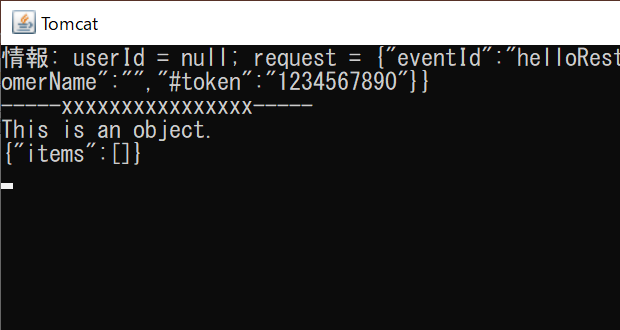 Tomcat
情報: userId = null; request = {"eventId":"helloRest
omerName":"","#token":"1234567890"}}
-----xxxxxxxxxxxxxxxx-----
This is an object.
{"items":[]}